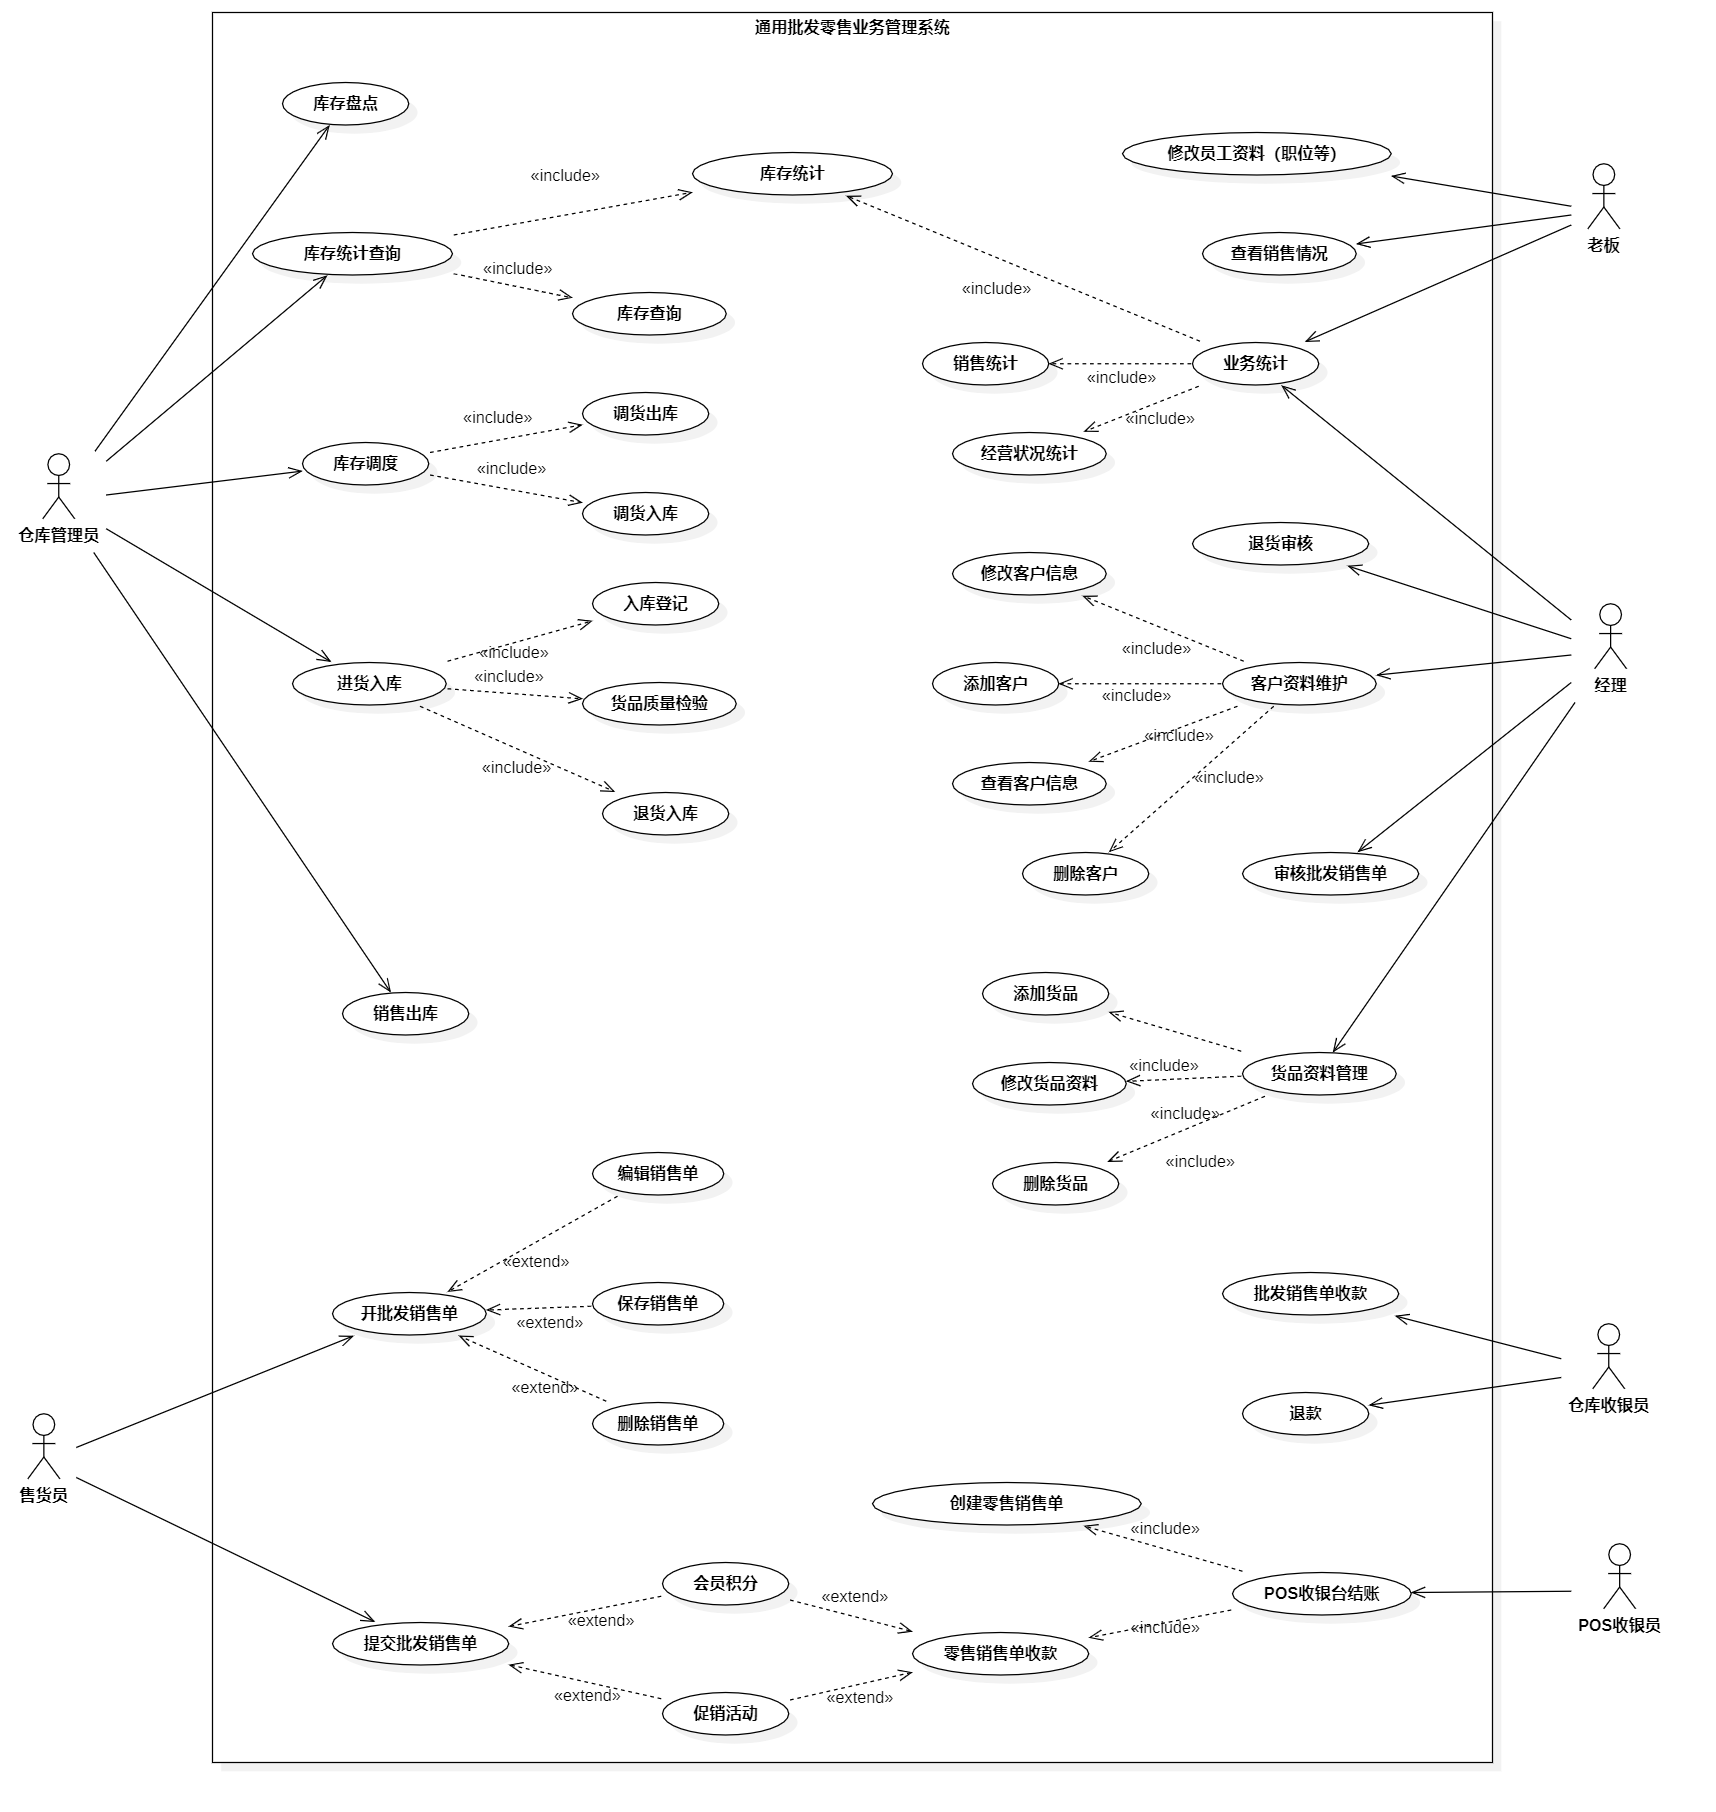 通用批发零售业务管理系统
库存盘点
修改员工资料（职位等）
«include»
库存统计
老板
库存统计查询
查看销售情况
«include»
«include»
库存查询
销售统计
业务统计
«include»
调货出库
«include»
«include»
经营状况统计
库存调度
«include»
调货入库
仓库管理员
退货审核
修改客户信息
入库登记
«include»
«include»
经理
«include»
进货入库
添加客户
客户资料维护
«include»
货品质量检验
«include»
«include»
«include»
查看客户信息
退货入库
删除客户
审核批发销售单
添加货品
销售出库
«include»
货品资料管理
修改货品资料
«include»
«include»
编辑销售单
删除货品
«extend»
批发销售单收款
保存销售单
开批发销售单
«extend»
«extend»
仓库收银员
退款
删除销售单
售货员
创建零售销售单
«include»
会员积分
«extend»
POS收银台结账
«extend»
POS收银员
«include»
提交批发销售单
零售销售单收款
«extend»
«extend»
促销活动